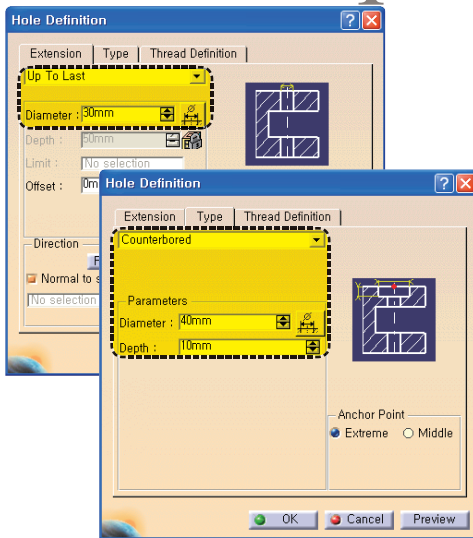 Hole Definition
Extension Type Thread Definition
Up To Last
Diameter : 30mm
Depth : 50mm
Limit : No selection
Offset : 0m
Direction
Normal to s
No selection
Hole Definition
Extension Type Thread Definition
Counterbored
Parameters
Diameter : 40mm
Depth : 10mm
Anchor Point
Extreme Middle
OK Cancel Preview